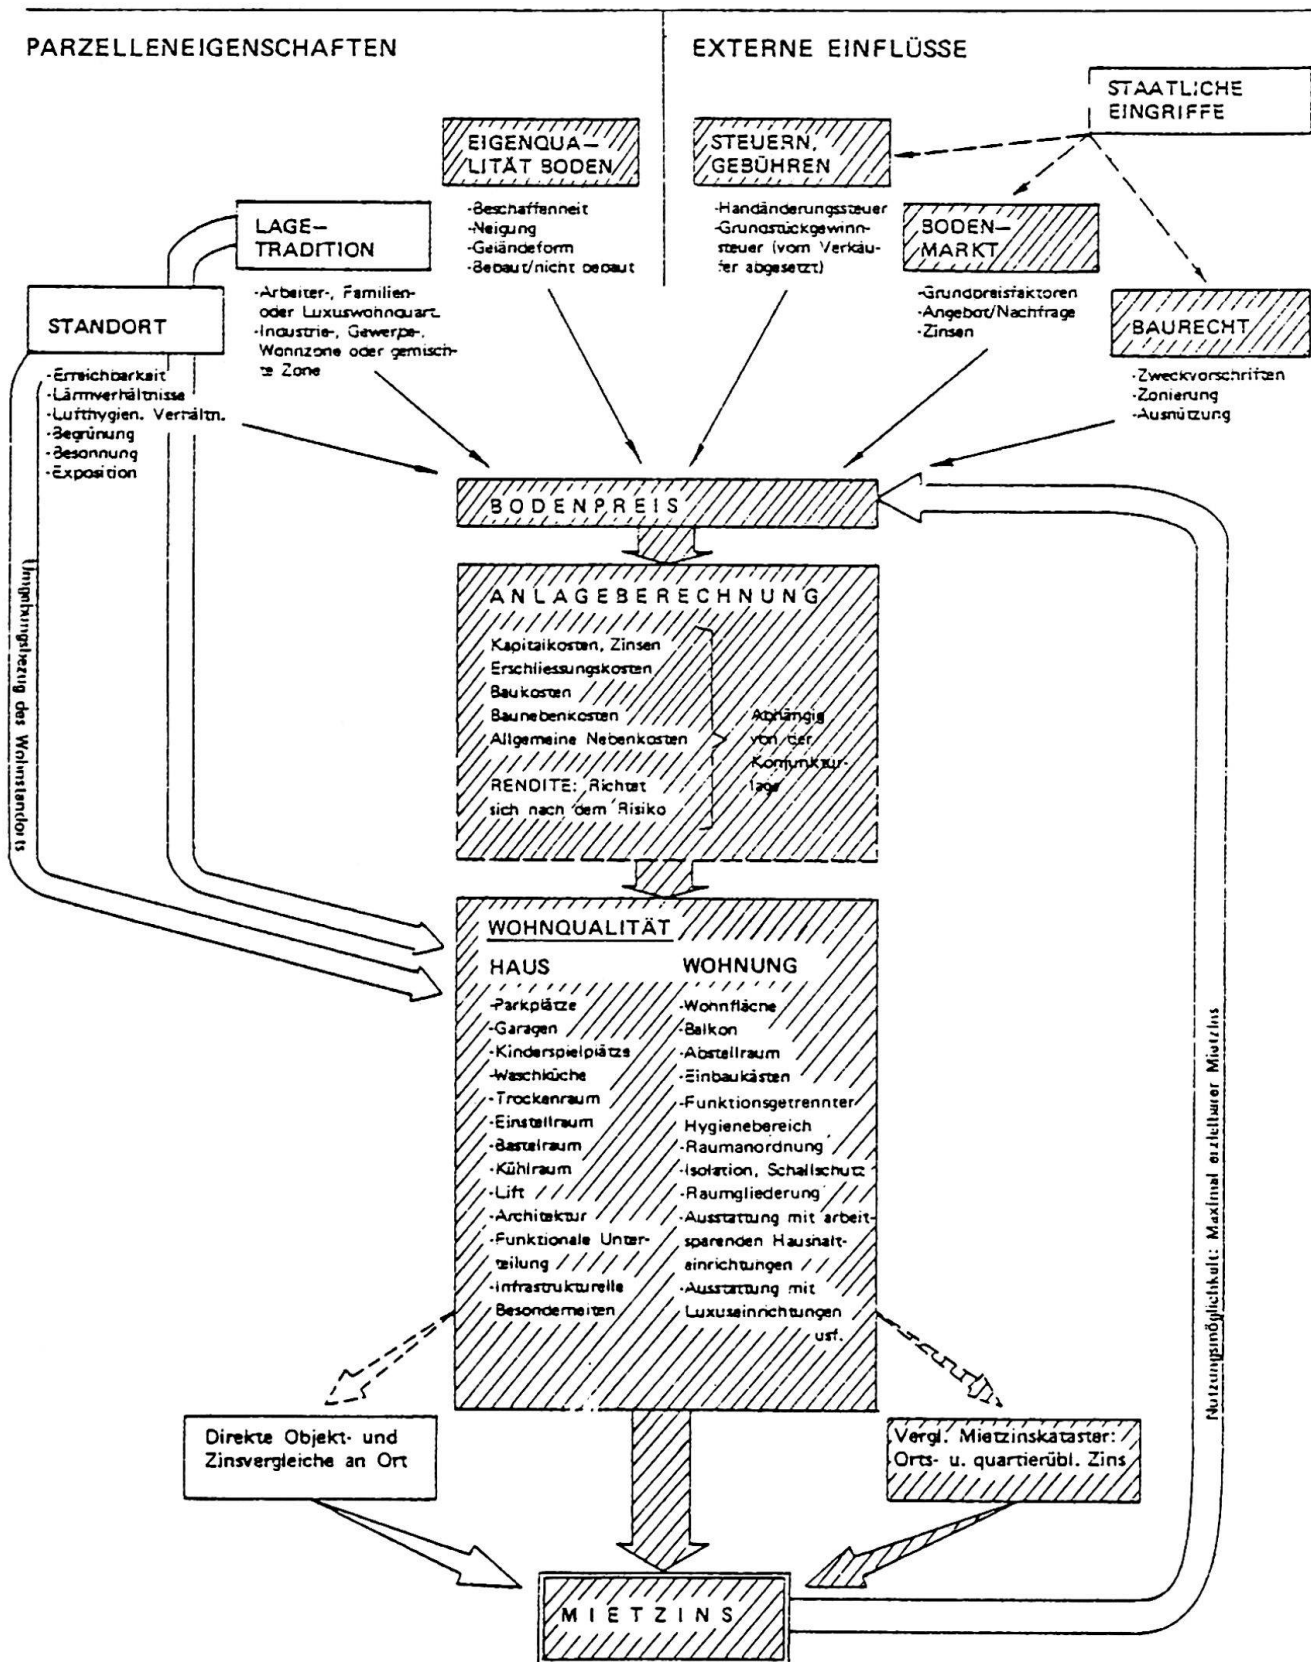 PARZELLENEIGENSCHAFTEN
EXTERNE EINFLÜSSE
STAATLICHE
EINGRIFFE
EIGENQUA-
LITÄT BODEN
-Beschaffenheit
-Neigung
-Geländeform
-Bebaut/nicht bebaut
STEUERN,
GEBÜHREN
-Handänderungssteuer
-Grundstückgewinn-
steuer (vom Verkäu-
fer abgesetzt)
LAGE-
TRADITION
-Arbeiter-, Familien-
oder Luxuswohnquart.
-Industrie-, Gewerbe-,
Wohnzone oder gemisch-
te Zone
BODEN-
MARKT
-Grundpreisfaktoren
-Angebot/Nachfrage
-Zinsen
STANDORT
-Erreichbarkeit
-Lärmverhältnisse
-Lufthygien. Verhältn.
-Begrünung
-Besonnung
-Exposition
BAURECHT
-Zweckvorschriften
-Zonierung
-Ausnützung
BODENPREIS
ANLAGEBERECHNUNG
Kapitalkosten, Zinsen
Erschliessungskosten
Baukosten
Baunebenkosten
Allgemeine Nebenkosten
RENDITE: Richtet
sich nach dem Risiko
Abhängig
von der
Konjunktur-
lage
Umgebungsbezug des Wohnstandorts
WOHNQUALITÄT
HAUS
-Parkplätze
-Garagen
-Kinderspielplätze
-Waschküche
-Trockenraum
-Einstellraum
-Bastelraum
-Kühlraum
-Lift
-Architektur
-Funktionale Unter-
teilung
-Infrastrukturelle
Besonderheiten
WOHNUNG
-Wohnfläche
-Balkon
-Abstellraum
-Einbaukästen
-Funktionsgetrennter
Hygienebereich
-Raumanordnung
-Isolation, Schallschutz
-Raumgliederung
-Ausstattung mit arbeit-
sparenden Haushalt-
einrichtungen
-Ausstattung mit
Luxuseinrichtungen
usf.
Nutzungsmöglichkeit: Maximal erzielbarer Mietzins
Direkte Objekt- und
Zinsvergleiche an Ort
Vergl. Mietzinskataster:
Orts- u. quartierübl. Zins
MIETZINS